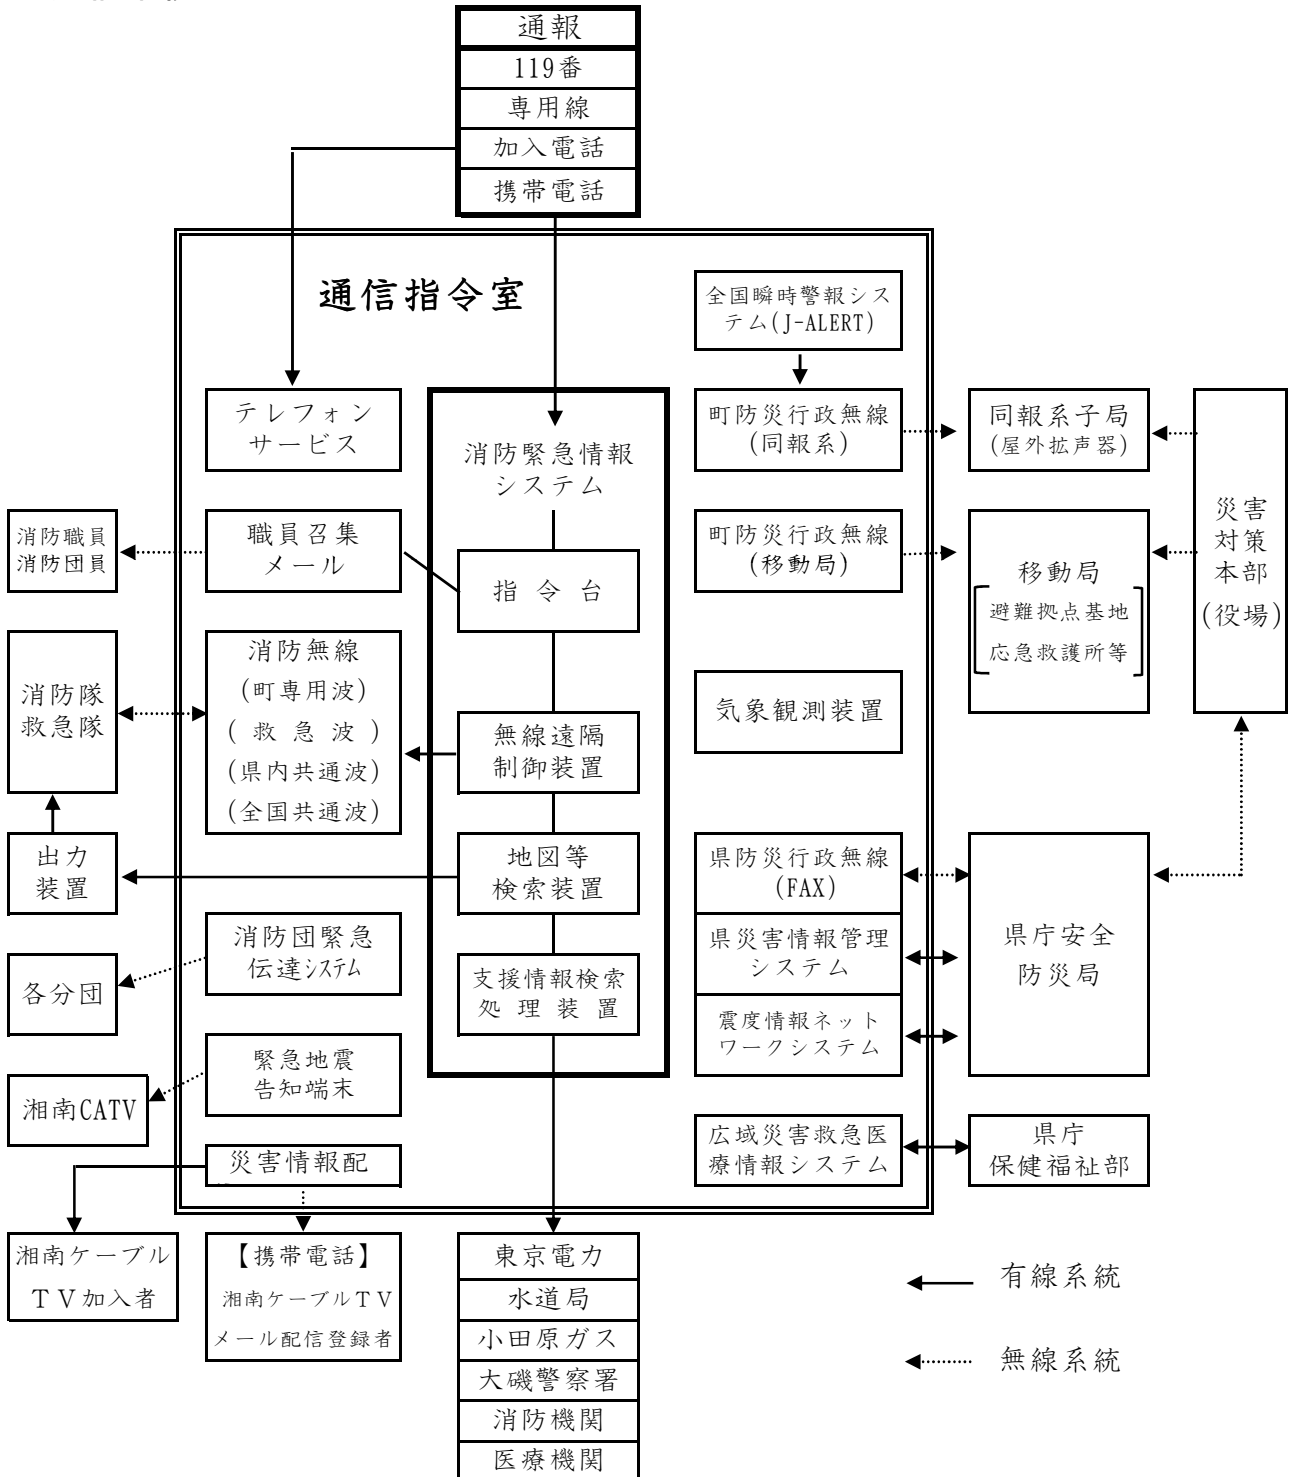 通報
119番
専用線
加入電話
携帯電話
通信指令室
全国瞬時警報シス
テム(J-ALERT)
テレフォン
サービス
消防緊急情報
システム
町防災行政無線
(同報系)
同報系子局
(屋外拡声器)
災害
対策
本部
(役場)
消防職員
消防団員
職員召集
メール
指令台
町防災行政無線
(移動局)
移動局
避難拠点基地
応急救護所等
消防隊
救急隊
消防無線
(町専用波)
(救急波)
(県内共通波)
(全国共通波)
無線遠隔
制御装置
気象観測装置
出力
装置
地図等
検索装置
県防災行政無線
(FAX)
県災害情報管理
システム
震度情報ネット
ワークシステム
県庁安全
防災局
各分団
消防団緊急
伝達システム
支援情報検索
処理装置
湘南CATV
緊急地震
告知端末
災害情報配
広域災害救急医
療情報システム
県庁
保健福祉部
湘南ケーブル
TV加入者
【携帯電話】
湘南ケーブルTV
メール配信登録者
東京電力
水道局
小田原ガス
大磯警察署
消防機関
医療機関
有線系統
無線系統